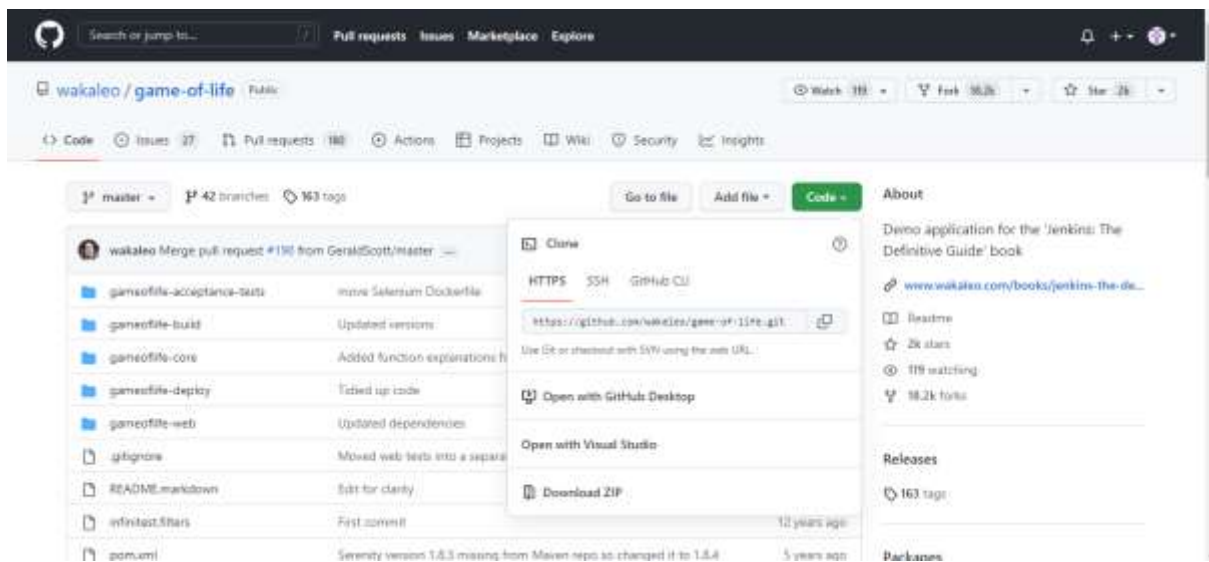 Search or jump to... / Pull requests Issues Marketplace Explore
wakaleo / game-of-life Public Watch 119 Fork 18.2k Star 2k
Code Issues 27 Pull requests 180 Actions Projects Wiki Security Insights
master 42 branches 163 tags Go to file Add file Code
About
Demo application for the 'Jenkins: The
Definitive Guide' book
www.wakaleo.com/books/jenkins-the-de...
Readme
2k stars
119 watching
18.2k forks
Releases
163 tags
Packages
wakaleo Merge pull request #198 from GeraldScott/master ...
gameoflife-acceptance-tests move Selenium Dockerfile
gameoflife-build Updated versions
gameoflife-core Added function explanations f
gameoflife-deploy Tidied up code
gameoflife-web Updated dependencies
.gitignore Moved web tests into a separa
README.markdown Edit for clarity
infinitest.filters First commit 12 years ago
pom.xml Serenity version 1.8.3 missing from Maven repo so changed it to 1.8.4 5 years ago
Clone
HTTPS SSH GitHub CLI
https://github.com/wakaleo/game-of-life.git
Use Git or checkout with SVN using the web URL.
Open with GitHub Desktop
Open with Visual Studio
Download ZIP